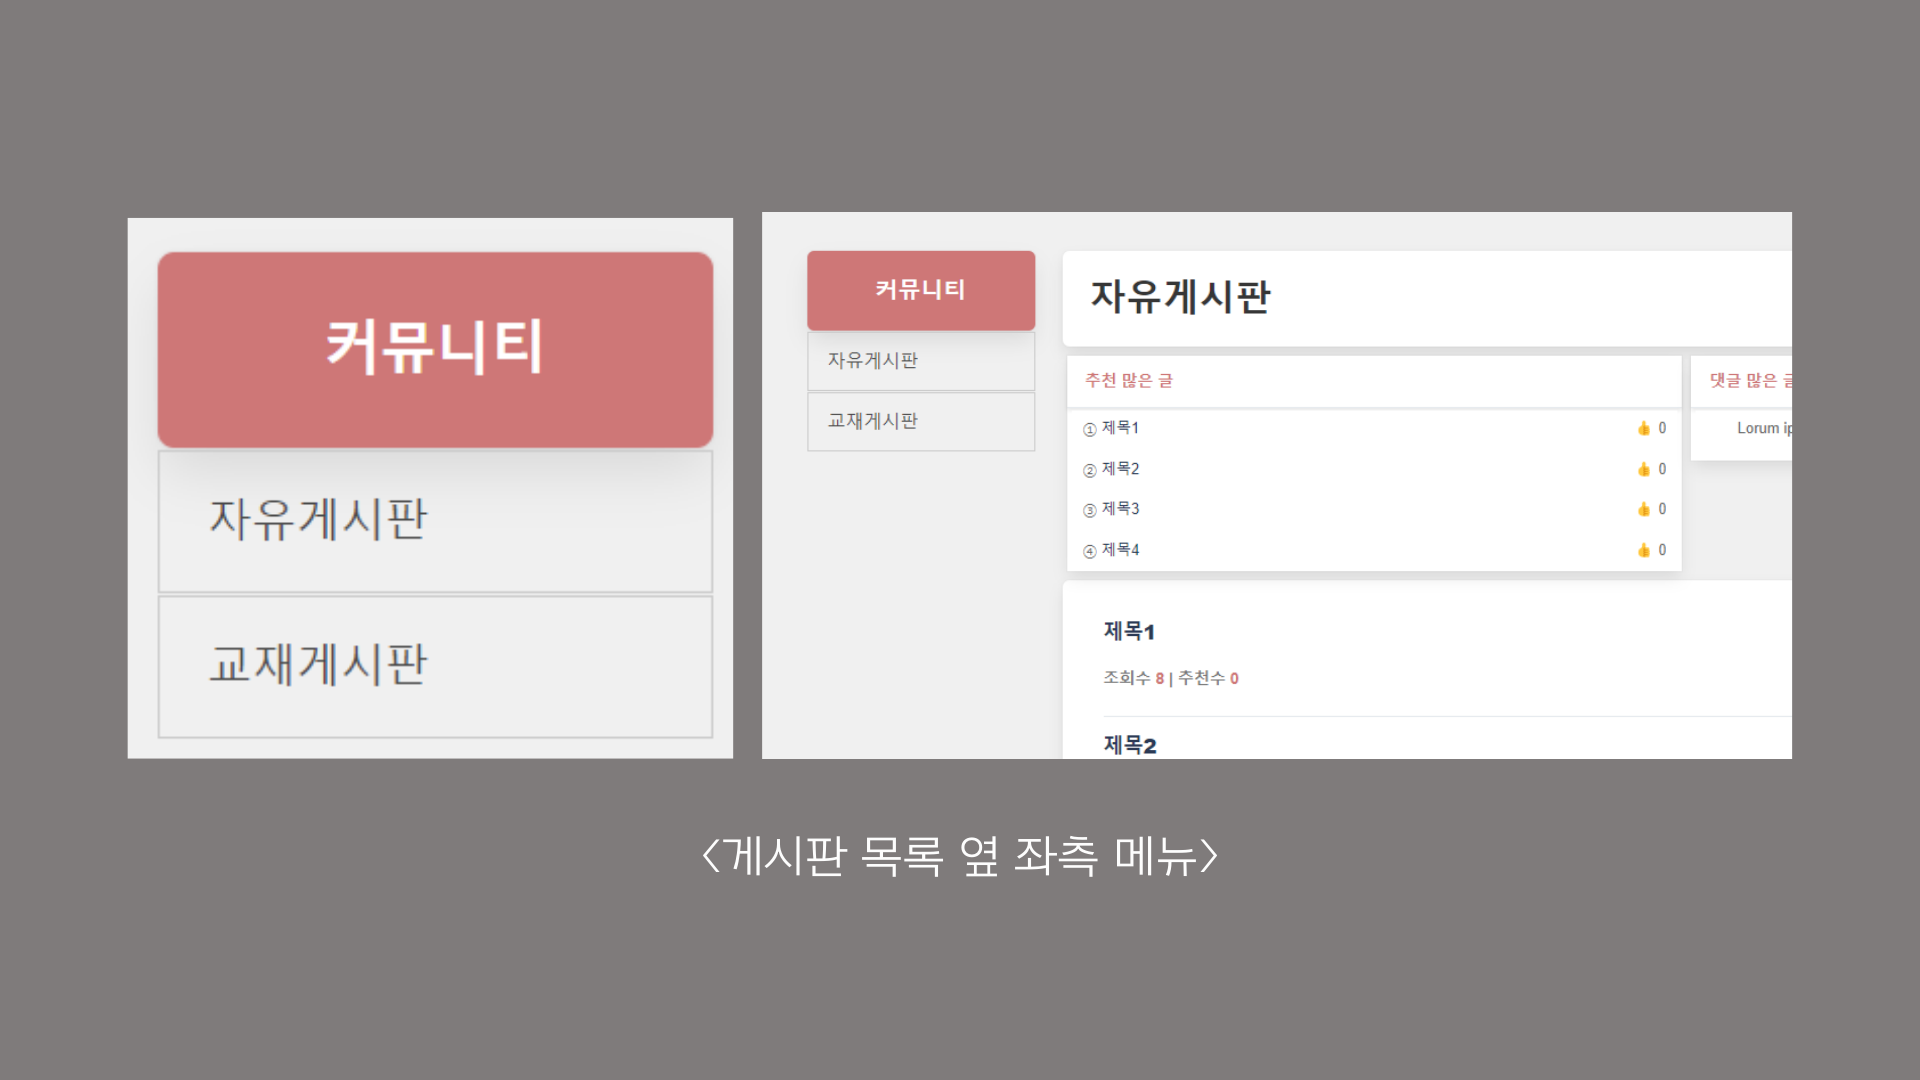 커뮤니티
자유게시판
교재게시판
커뮤니티
자유게시판
교재게시판
자유게시판
추천 많은 글
① 제목1 👍 0
② 제목2 👍 0
③ 제목3 👍 0
④ 제목4 👍 0
댓글 많은
Lorum
제목1
조회수 8 | 추천수 0
제목2
<게시판 목록 옆 좌측 메뉴>